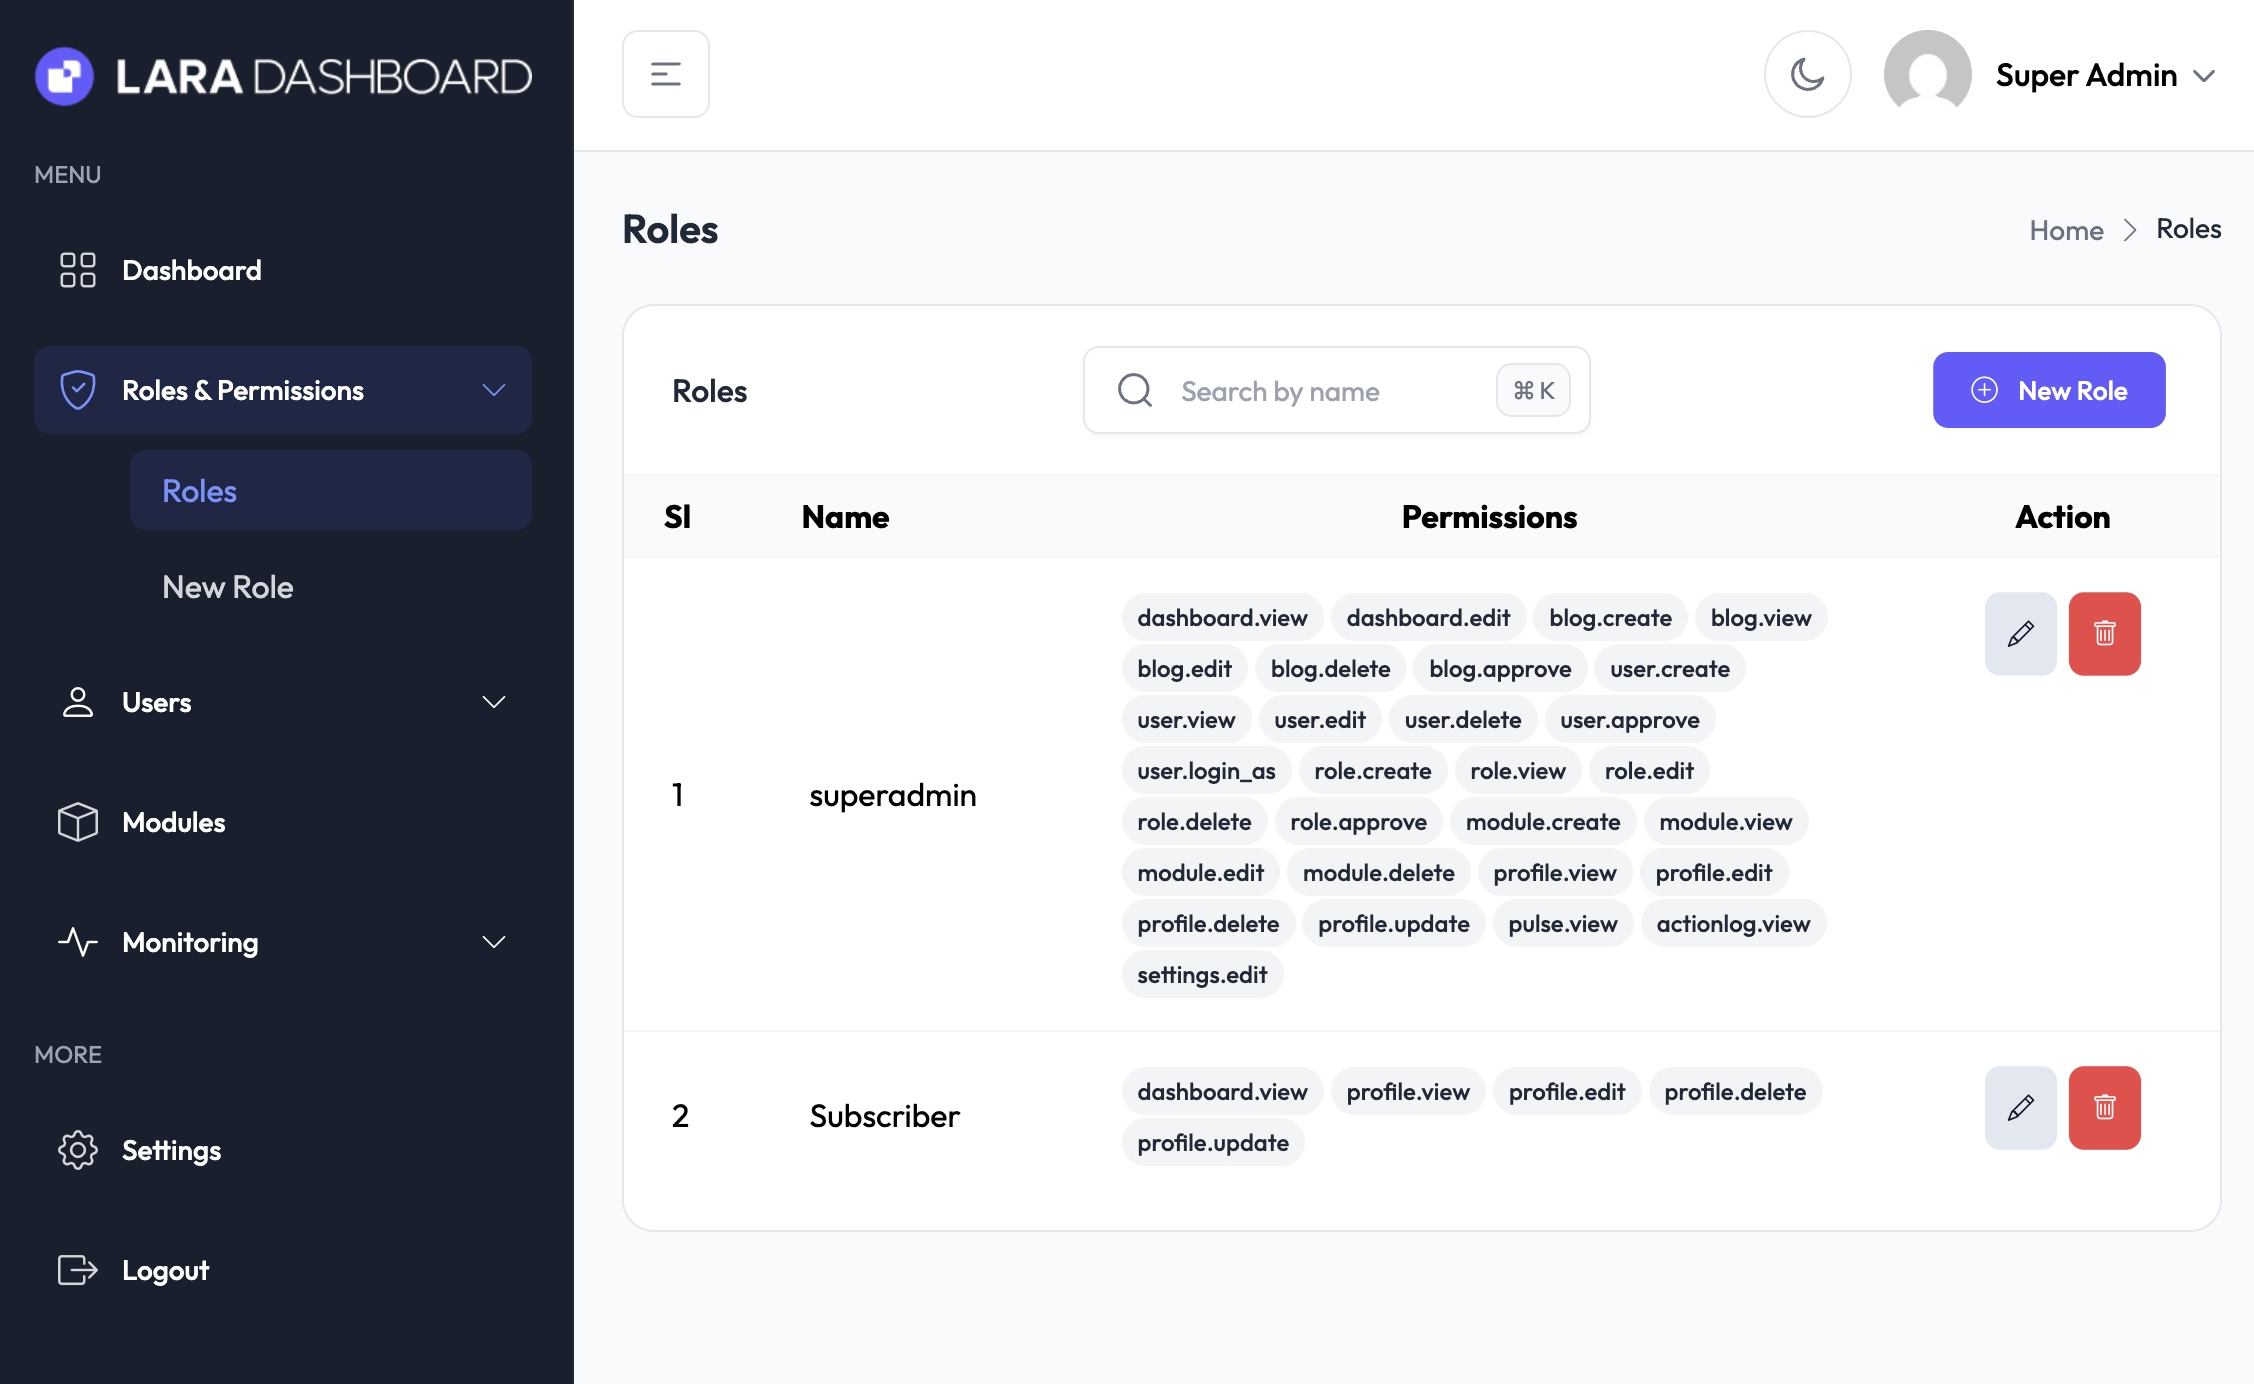 LARA DASHBOARD
MENU
Dashboard
Roles & Permissions
Roles
New Role
Users
Modules
Monitoring
MORE
Settings
Logout
Super Admin
Roles
Home > Roles
Roles
Search by name
⌘ K
New Role
Sl Name Permissions Action
1 superadmin
dashboard.view dashboard.edit blog.create blog.view
blog.edit blog.delete blog.approve user.create
user.view user.edit user.delete user.approve
user.login_as role.create role.view role.edit
role.delete role.approve module.create module.view
module.edit module.delete profile.view profile.edit
profile.delete profile.update pulse.view actionlog.view
settings.edit
2 Subscriber
dashboard.view profile.view profile.edit profile.delete
profile.update